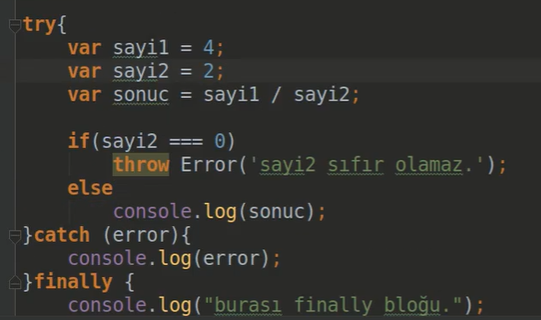 try{
    var sayi1 = 4;
    var sayi2 = 2;
    var sonuc = sayi1 / sayi2;
    if(sayi2 === 0)
        throw Error('sayi2 sıfır olamaz.');
    else
        console.log(sonuc);
}catch (error){
    console.log(error);
}finally {
    console.log("burası finally bloğu.");